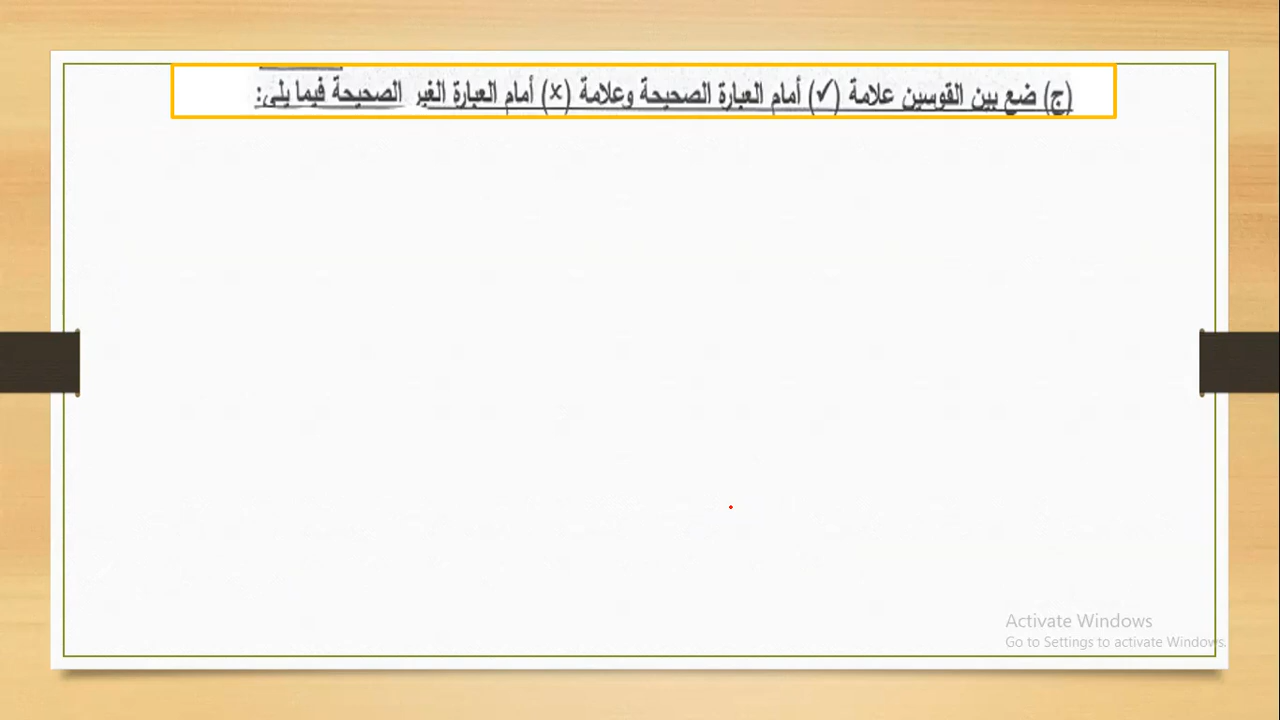 (ج) ضع بين القوسين علامة (✓) أمام العبارة الصحيحة وعلامة (×) أمام العبارة الغير الصحيحة فيما يلي:
Activate Windows
Go to Settings to activate Windows.